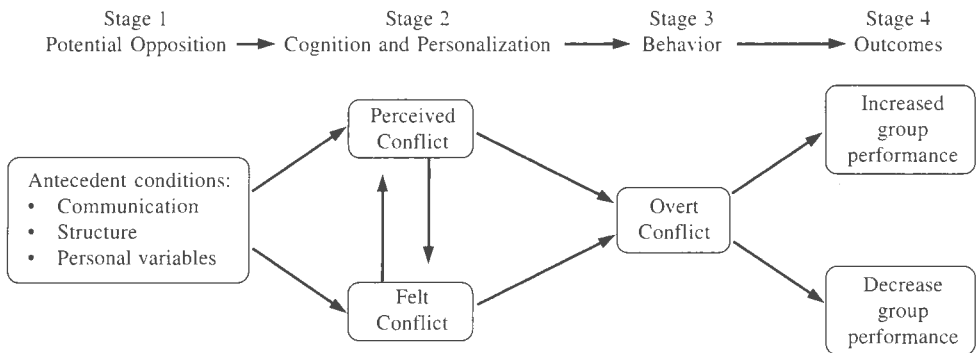 Stage 1
Potential Opposition
Stage 2
Cognition and Personalization
Stage 3
Behavior
Stage 4
Outcomes
Antecedent conditions:
• Communication
• Structure
• Personal variables
Perceived
Conflict
Felt
Conflict
Overt
Conflict
Increased
group
performance
Decrease
group
performance